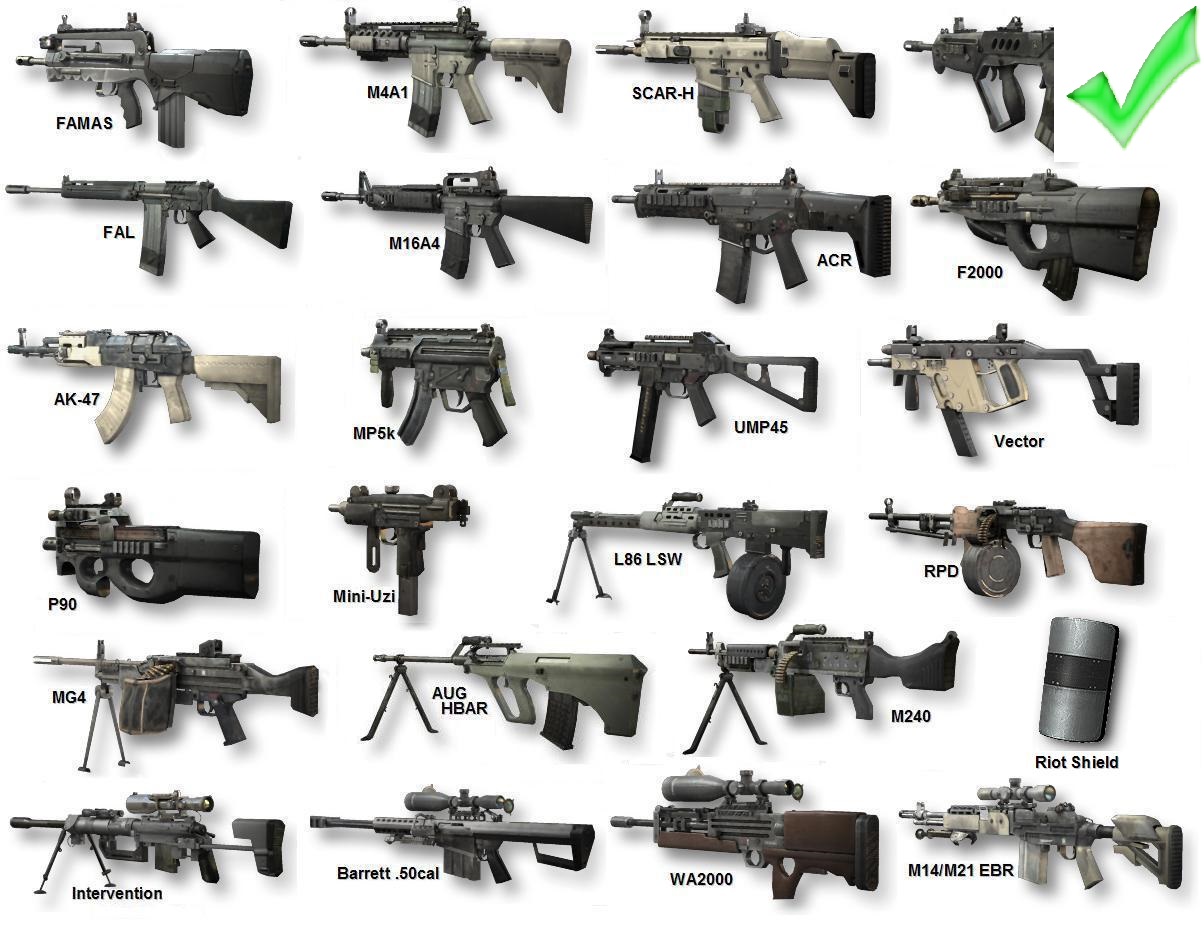 FAMAS
M4A1
SCAR-H
FAL
M16A4
ACR
F2000
AK-47
MP5k
UMP45
Vector
P90
Mini-Uzi
L86 LSW
RPD
MG4
AUG
HBAR
M240
Riot Shield
Intervention
Barrett .50cal
WA2000
M14/M21 EBR